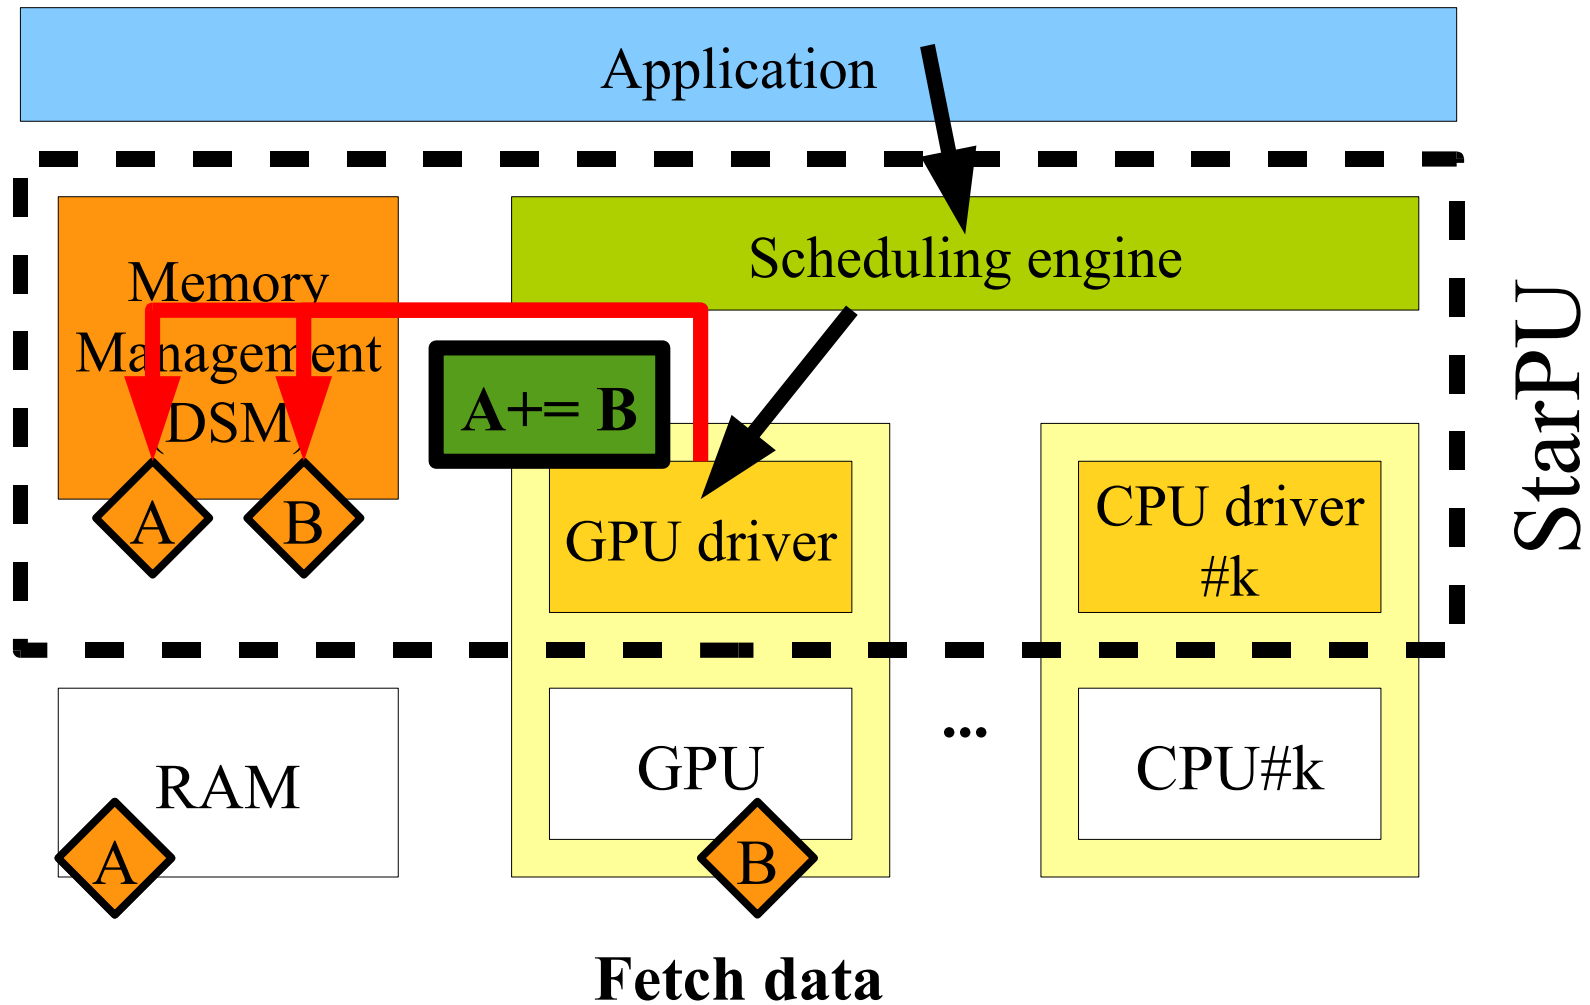 Application
Memory
Management
(DSM)
Scheduling engine
A+= B
A
B
GPU driver
CPU driver
#k
StarPU
RAM
A
GPU
B
...
CPU#k
Fetch data